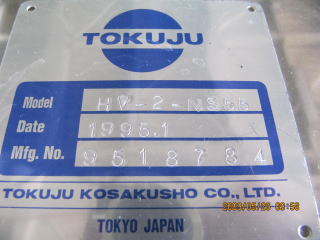 TOKUJU
Model HV-2-NS55
Date 1995.1
Mfg. No. 9518784
TOKUJU KOSAKUSHO CO., LTD.
TOKYO JAPAN